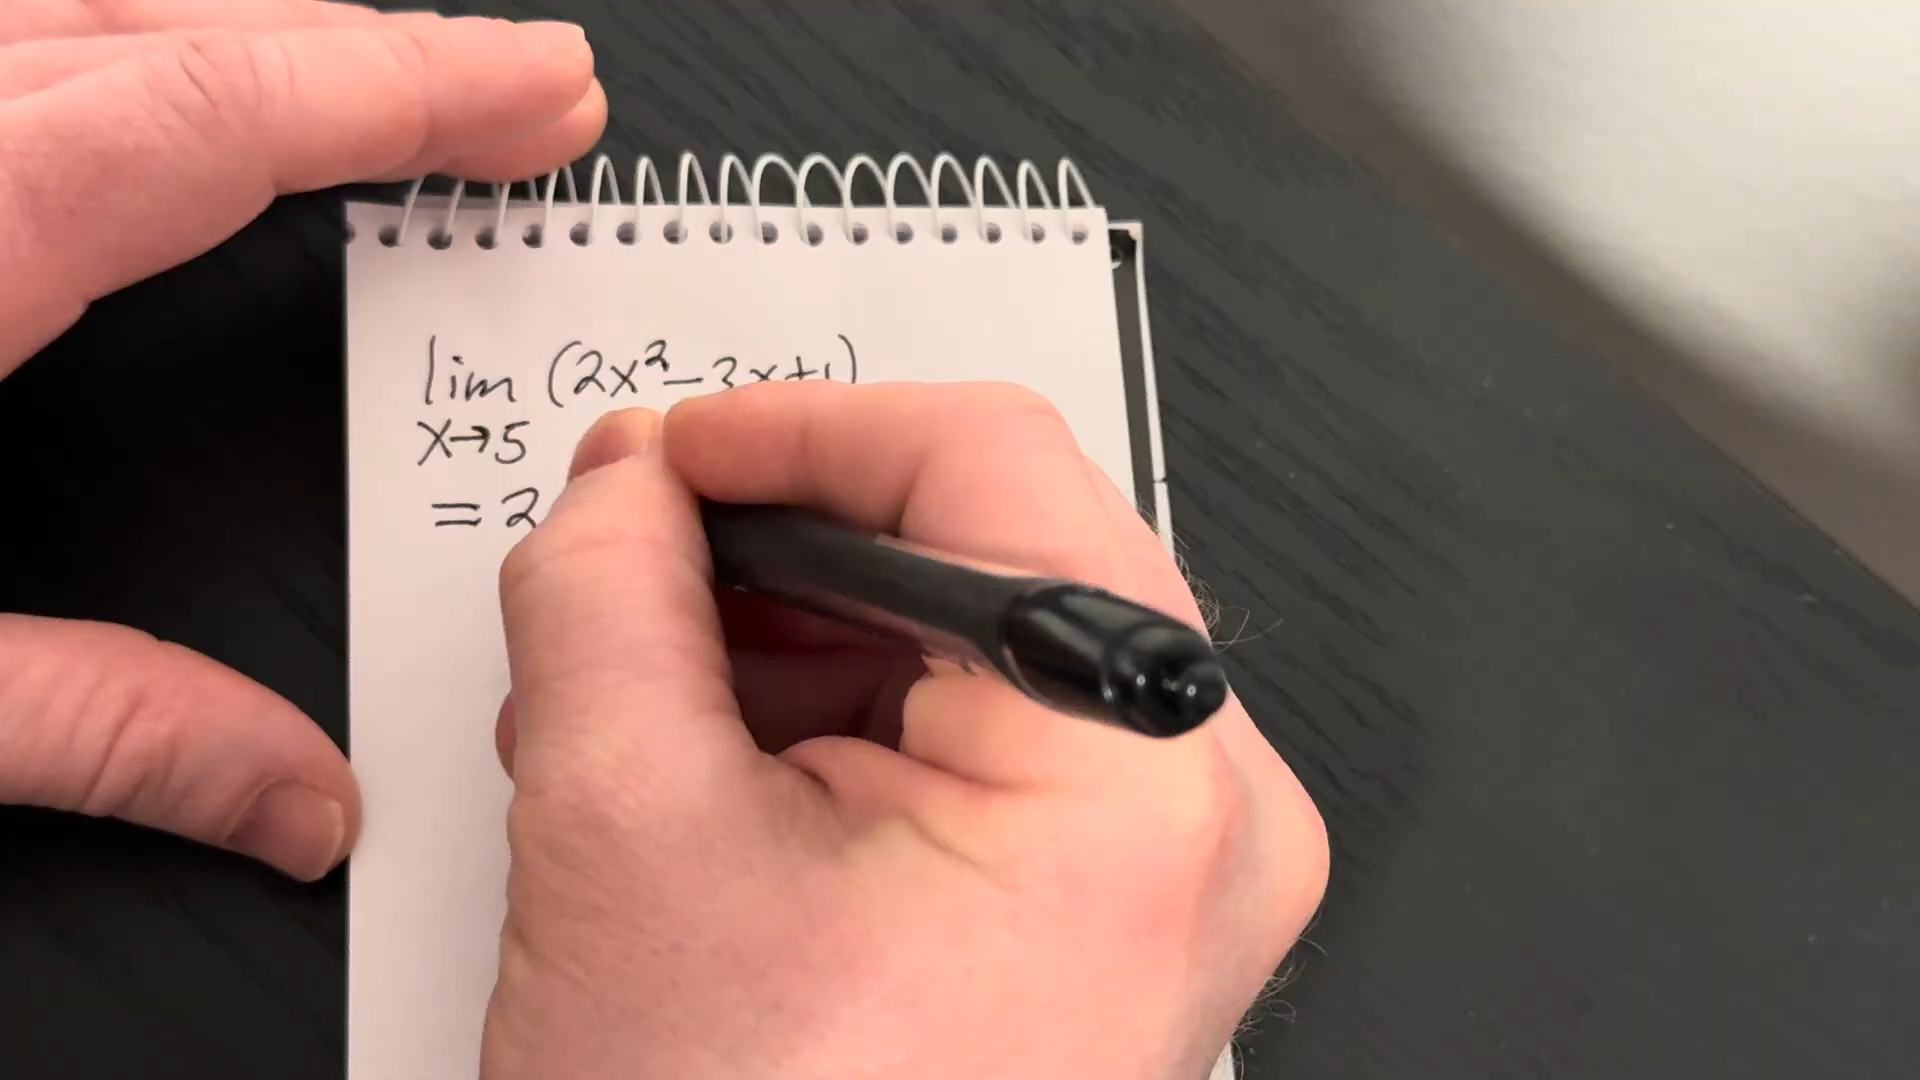 lim (2x²-3x+1)
x→5
= 2